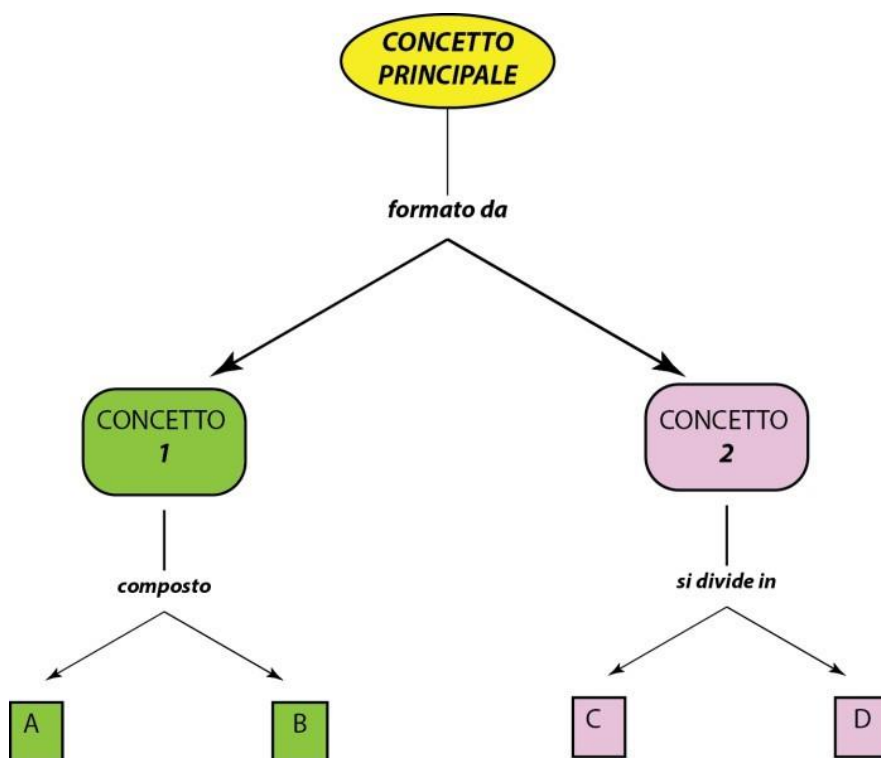 CONCETTO
PRINCIPALE
formato da
CONCETTO
1
CONCETTO
2
composto
si divide in
A
B
C
D